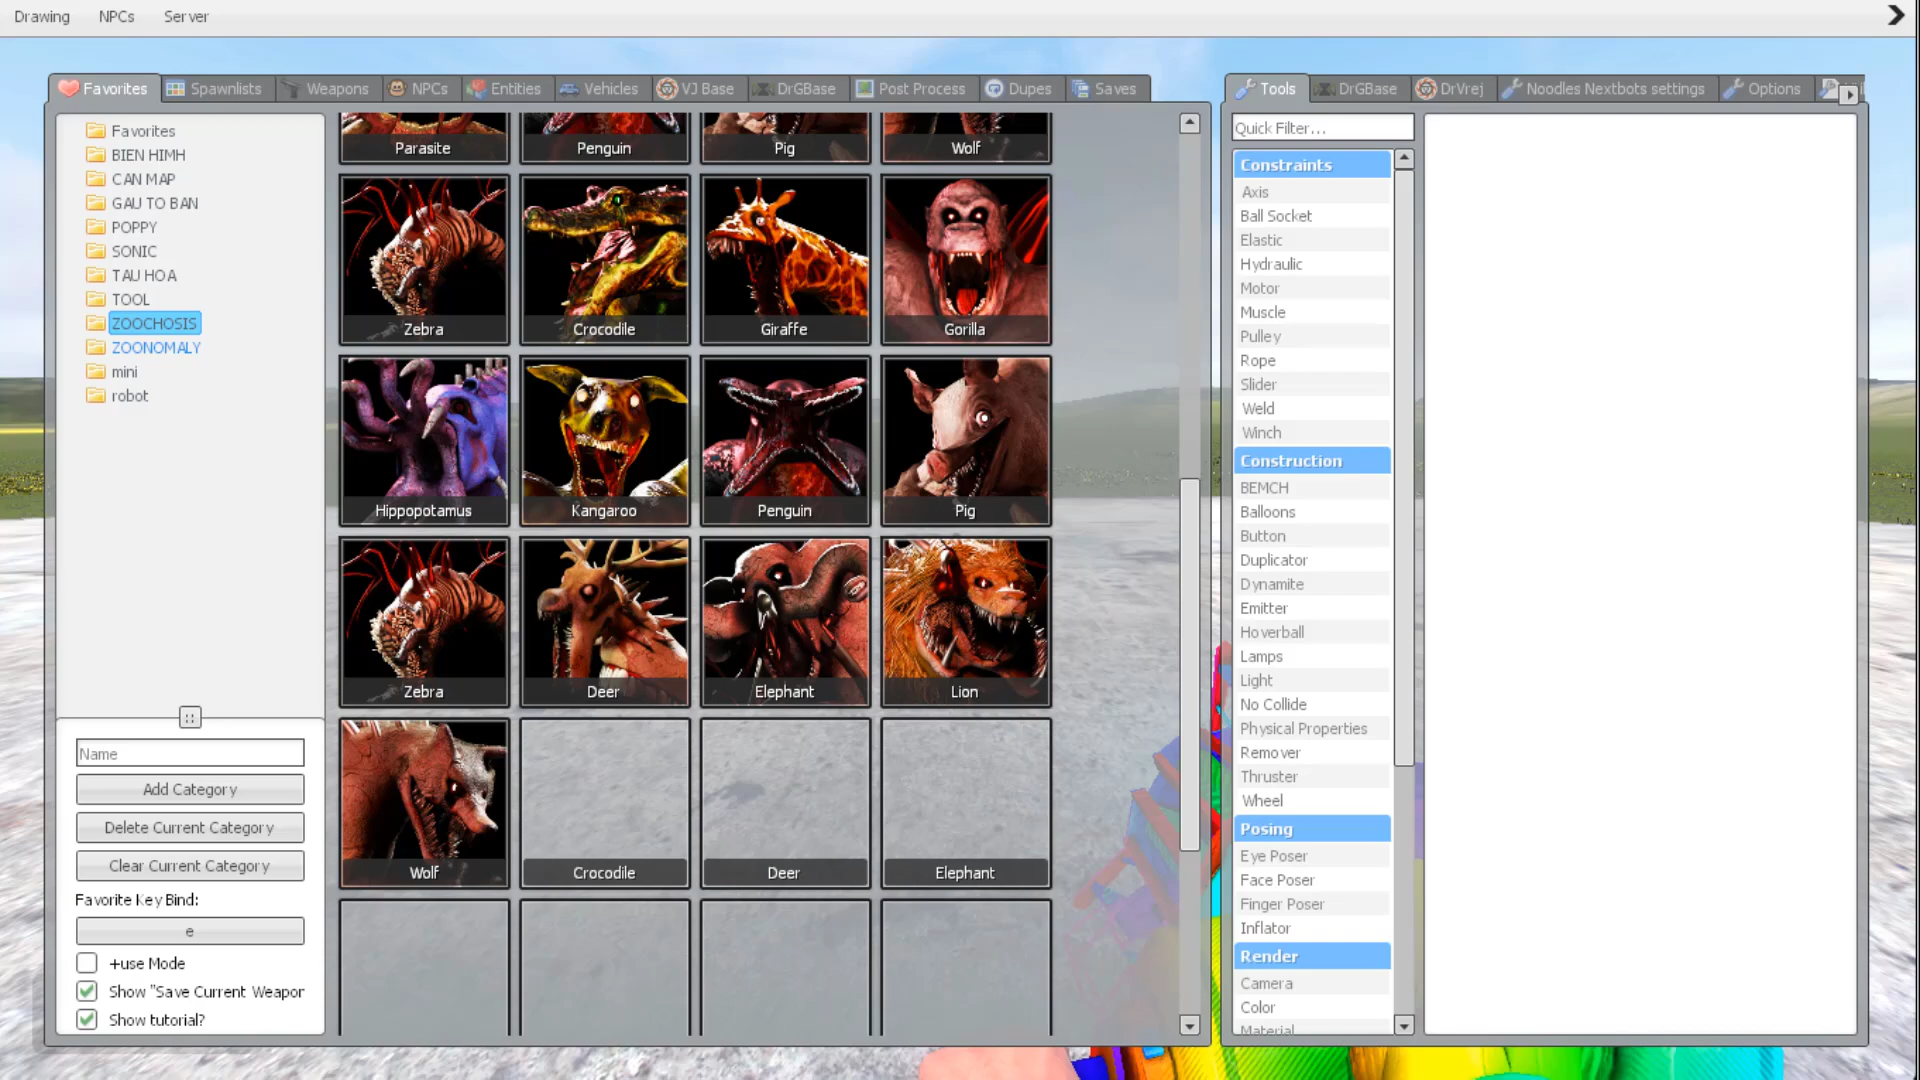 Drawing NPCs Server
Favorites Spawnlists Weapons NPCs Entities Vehicles VJ Base DrGBase Post Process Dupes Saves
Favorites
BIEN HIMH
CAN MAP
GAU TO BAN
POPPY
SONIC
TAU HOA
TOOL
ZOOCHOSIS
ZOONOMALY
mini
robot
Name
Add Category
Delete Current Category
Clear Current Category
Favorite Key Bind:
e
+use Mode
Show "Save Current Weapon
Show tutorial?
Parasite Penguin Pig Wolf
Zebra Crocodile Giraffe Gorilla
Hippopotamus Kangaroo Penguin Pig
Zebra Deer Elephant Lion
Wolf Crocodile Deer Elephant
Tools DrGBase DrVrej Noodles Nextbots settings Options
Quick Filter...
Constraints
Axis
Ball Socket
Elastic
Hydraulic
Motor
Muscle
Pulley
Rope
Slider
Weld
Winch
Construction
BEMCH
Balloons
Button
Duplicator
Dynamite
Emitter
Hoverball
Lamps
Light
No Collide
Physical Properties
Remover
Thruster
Wheel
Posing
Eye Poser
Face Poser
Finger Poser
Inflator
Render
Camera
Color
Material